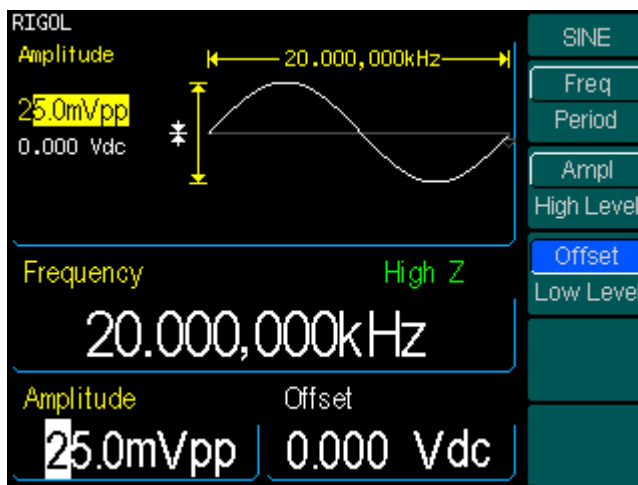 RIGOL
Amplitude
20.000,000kHz
25.0mVpp
0.000 Vdc
Frequency
High Z
20.000,000kHz
Amplitude
Offset
25.0mVpp
0.000 Vdc
SINE
Freq
Period
Ampl
High Level
Offset
Low Leve